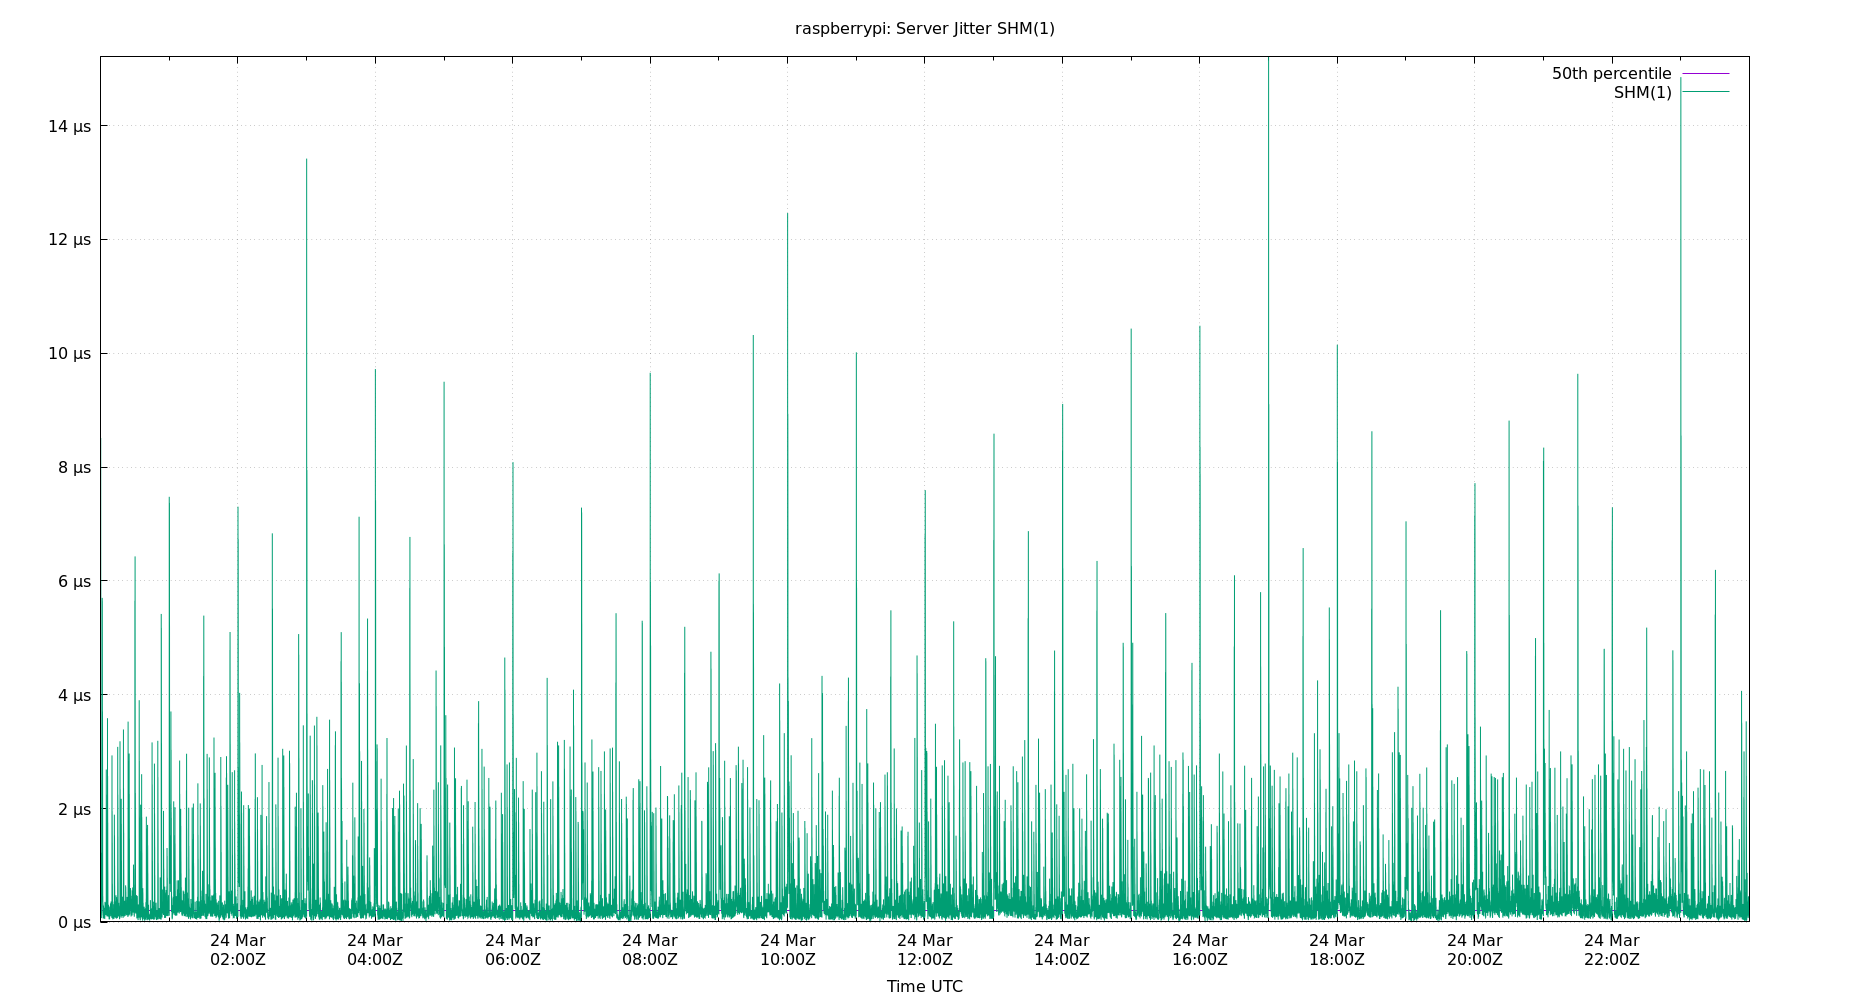 raspberrypi: Server Jitter SHM(1)
50th percentile
SHM(1)
14 µs
12 µs
10 µs
8 µs
6 µs
4 µs
2 µs
0 µs
24 Mar 24 Mar 24 Mar 24 Mar 24 Mar 24 Mar 24 Mar 24 Mar 24 Mar 24 Mar 24 Mar
02:00Z 04:00Z 06:00Z 08:00Z 10:00Z 12:00Z 14:00Z 16:00Z 18:00Z 20:00Z 22:00Z
Time UTC